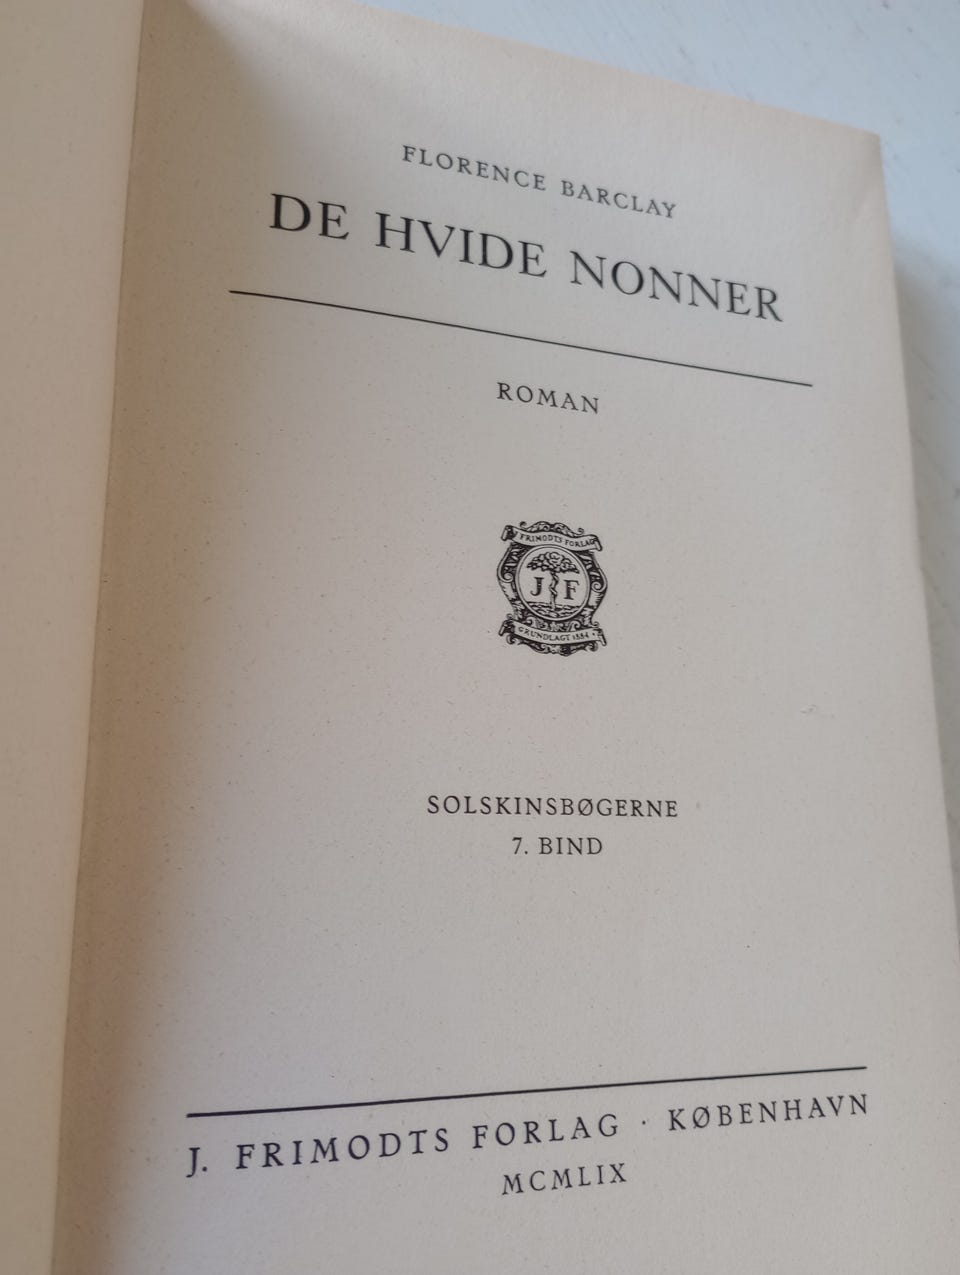 FLORENCE BARCLAY
DE HVIDE NONNER
ROMAN
J. FRIMODTS FORLAG
J F
GRUNDLAGT 1884
SOLSKINSBØGERNE
7. BIND
J. FRIMODTS FORLAG · KØBENHAVN
MCMLIX